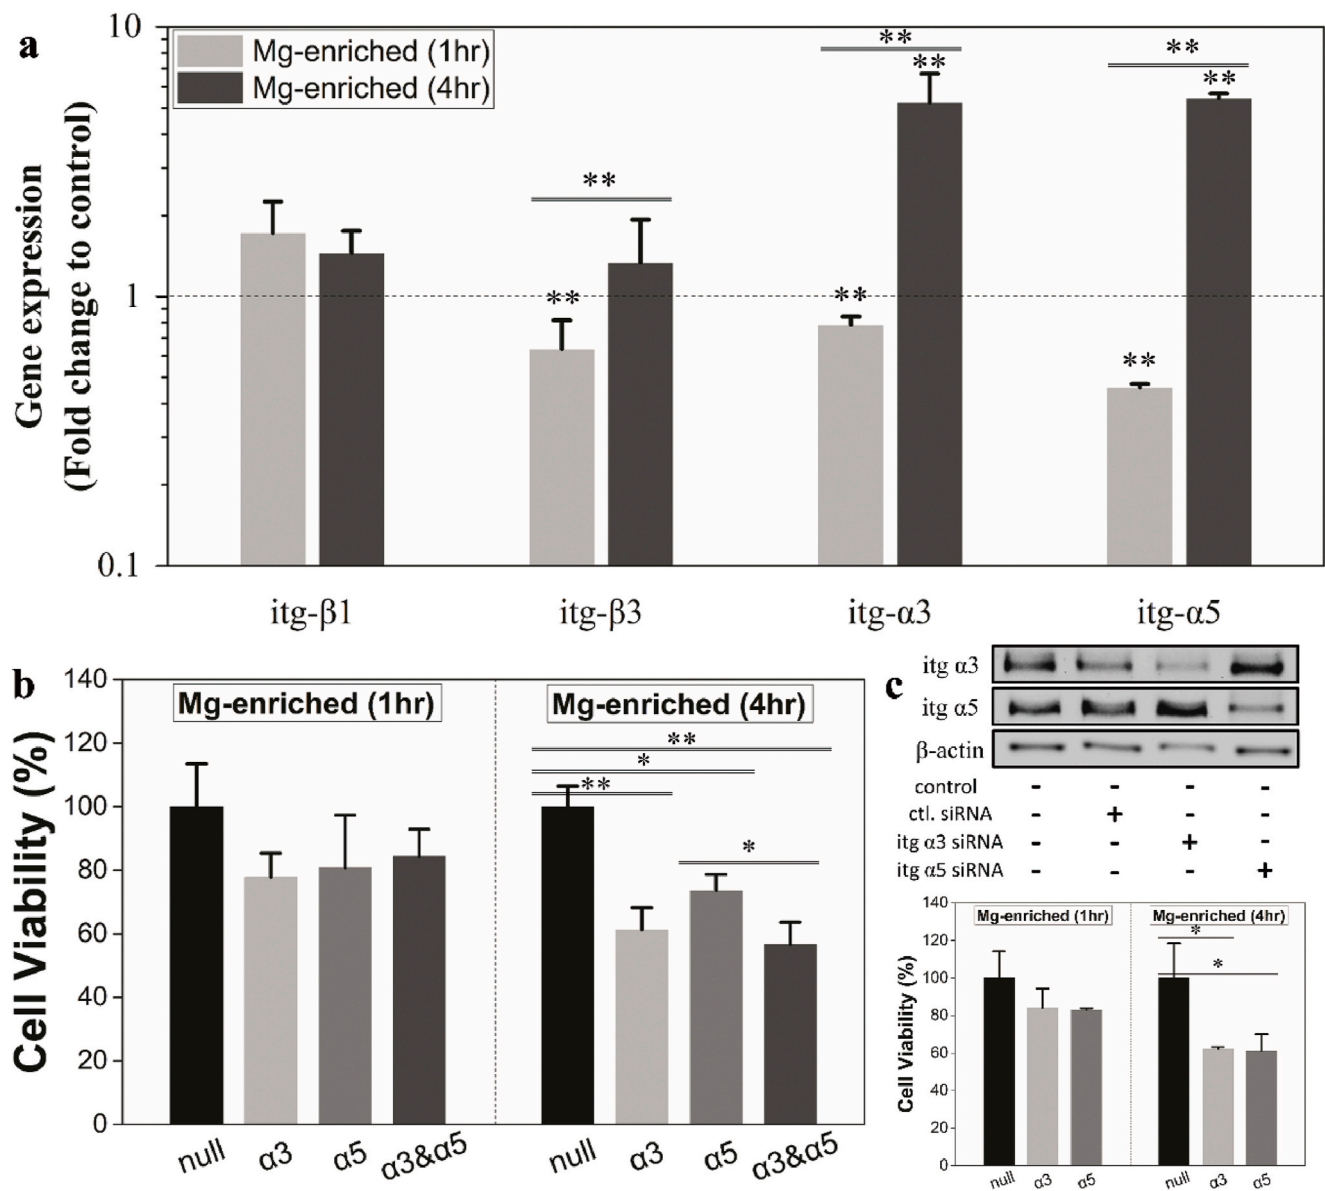 a
Mg-enriched (1hr)
Mg-enriched (4hr)
Gene expression
(Fold change to control)
10
1
0.1
**
**
**
**
**
**
**
**
itg-β1 itg-β3 itg-α3 itg-α5
b
Cell Viability (%)
140
120
100
80
60
40
20
0
Mg-enriched (1hr)
Mg-enriched (4hr)
**
*
**
*
null α3 α5 α3&α5 null α3 α5 α3&α5
c
itg α3
itg α5
β-actin
control - - - -
ctl. siRNA - + - -
itg α3 siRNA - - + -
itg α5 siRNA - - - +
Cell Viability (%)
140
120
100
80
60
40
20
0
Mg-enriched (1hr)
Mg-enriched (4hr)
*
*
null α3 α5 null α3 α5